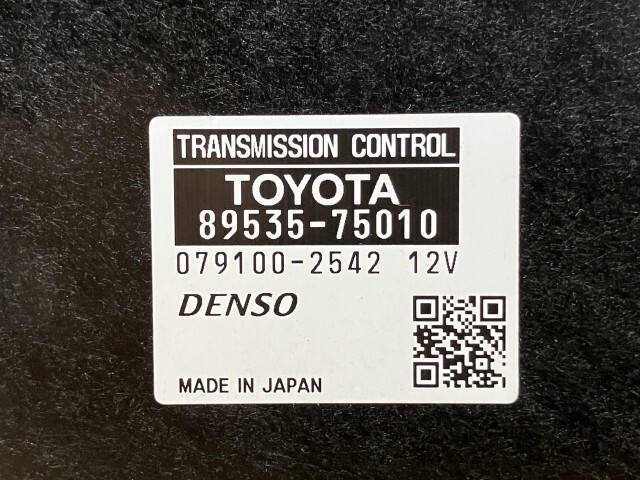 TRANSMISSION CONTROL
TOYOTA
89535-75010
079100-2542 12V
DENSO
MADE IN JAPAN